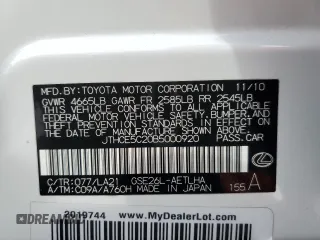 MFD. BY: TOYOTA MOTOR CORPORATION 11/10
GVWR 4665LB GAWR FR 2585LB RR 2545LB
THIS VEHICLE CONFORMS TO ALL APPLICABLE
FEDERAL MOTOR VEHICLE SAFETY, BUMPER, AND
THEFT PREVENTION STANDARDS IN EFFECT ON
THE DATE OF MANUFACTURE SHOWN ABOVE.
JTHCE5C20B5000920 PASS.CAR
C/TR: 077/LA21 GSE26L-AETLHA
A/TM: C09A/A760H MADE IN JAPAN 155 A
2019744 www.MyDealerLot.com
DEALERSHIP